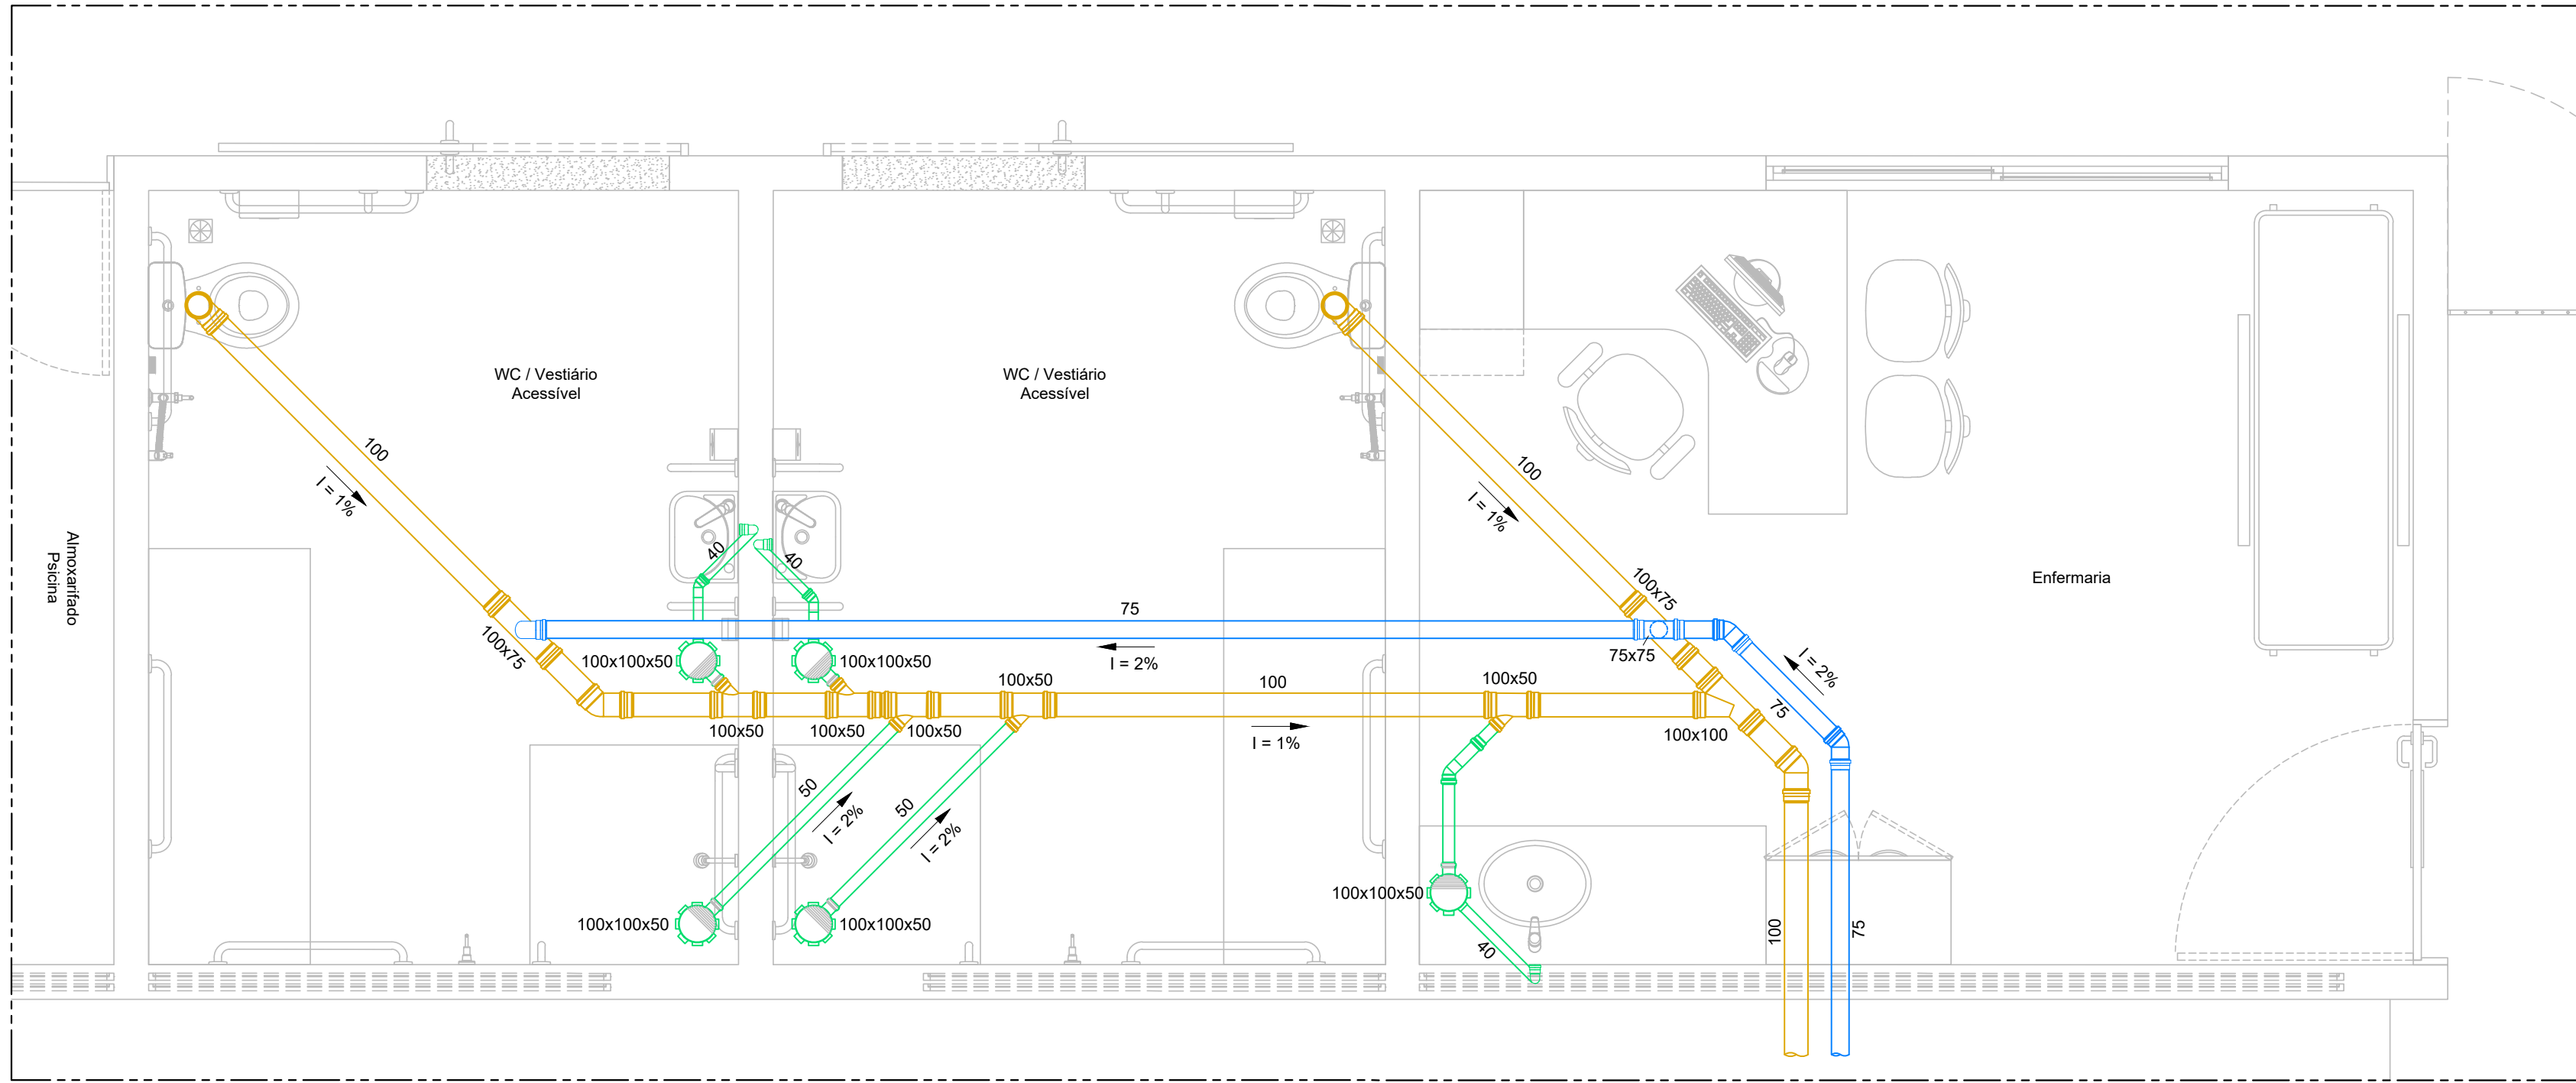 WC / Vestiário
Acessível
WC / Vestiário
Acessível
100
I = 1%
100
I = 1%
Almoxarifado
Psicina
40
40
Enfermaria
100x75
75
100x75
100x100x50
100x100x50
I = 2%
75x75
I = 2%
75
100x50
100
100x50
100x50
100x50
100x50
I = 1%
100x100
50
I = 2%
50
I = 2%
100x100x50
100x100x50
100x100x50
40
100
75